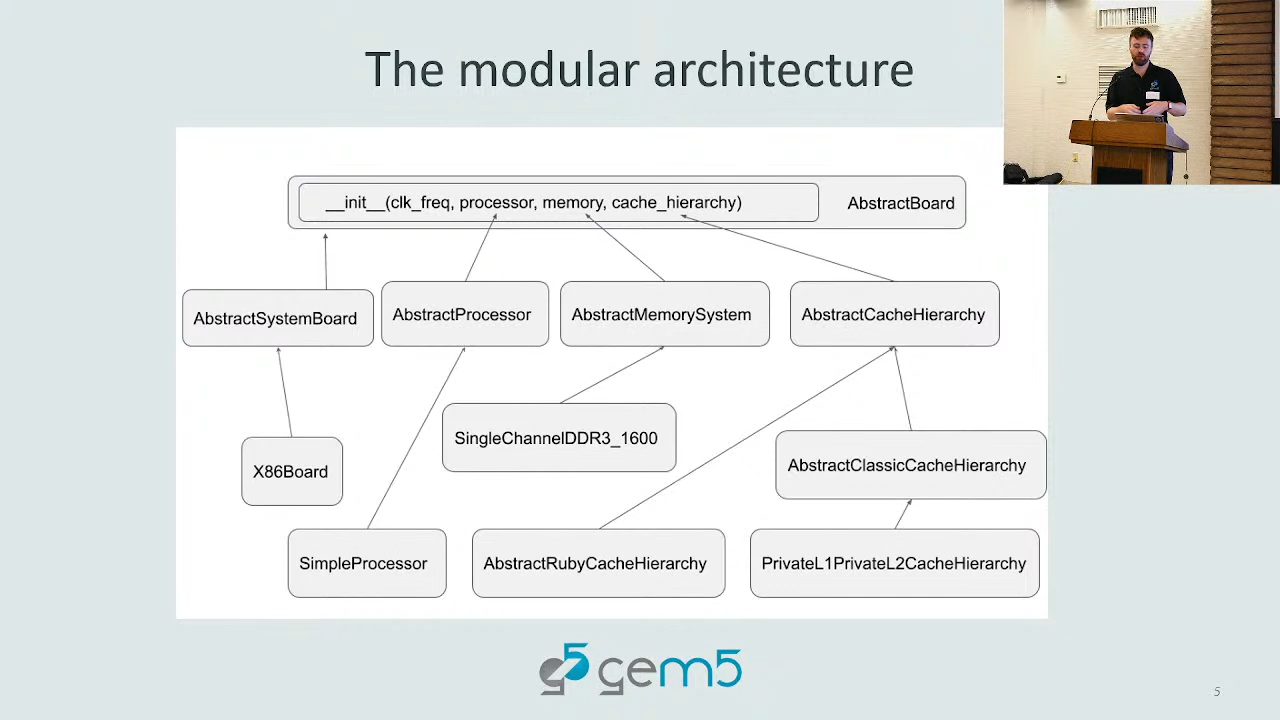 The modular architecture
__init__(clk_freq, processor, memory, cache_hierarchy)
AbstractBoard
AbstractSystemBoard
AbstractProcessor
AbstractMemorySystem
AbstractCacheHierarchy
SingleChannelDDR3_1600
X86Board
AbstractClassicCacheHierarchy
SimpleProcessor
AbstractRubyCacheHierarchy
PrivateL1PrivateL2CacheHierarchy
g5 gem5
5